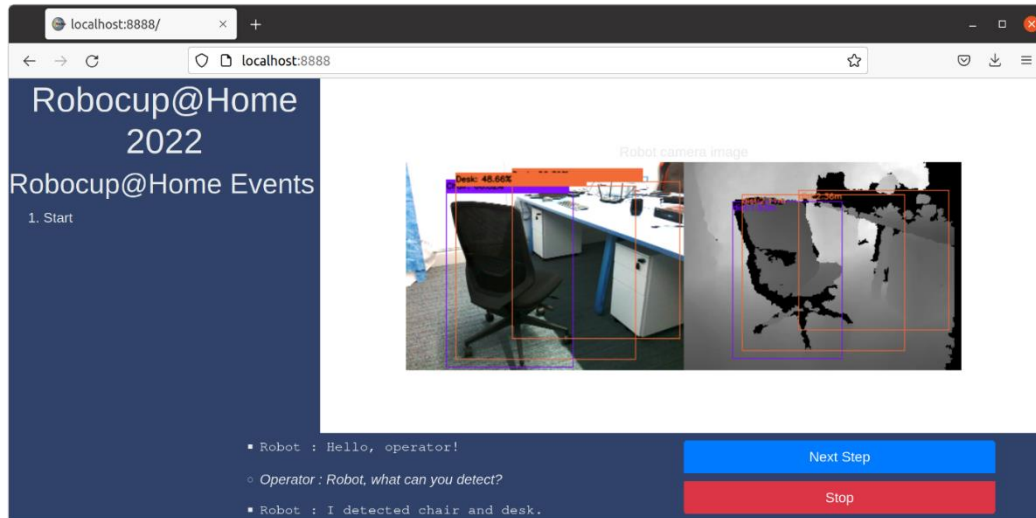 localhost:8888/
localhost:8888
Robocup@Home
2022
Robocup@Home Events
1. Start
Robot camera image
Desk: 48.66%
Robot : Hello, operator!
Operator : Robot, what can you detect?
Robot : I detected chair and desk.
Next Step
Stop